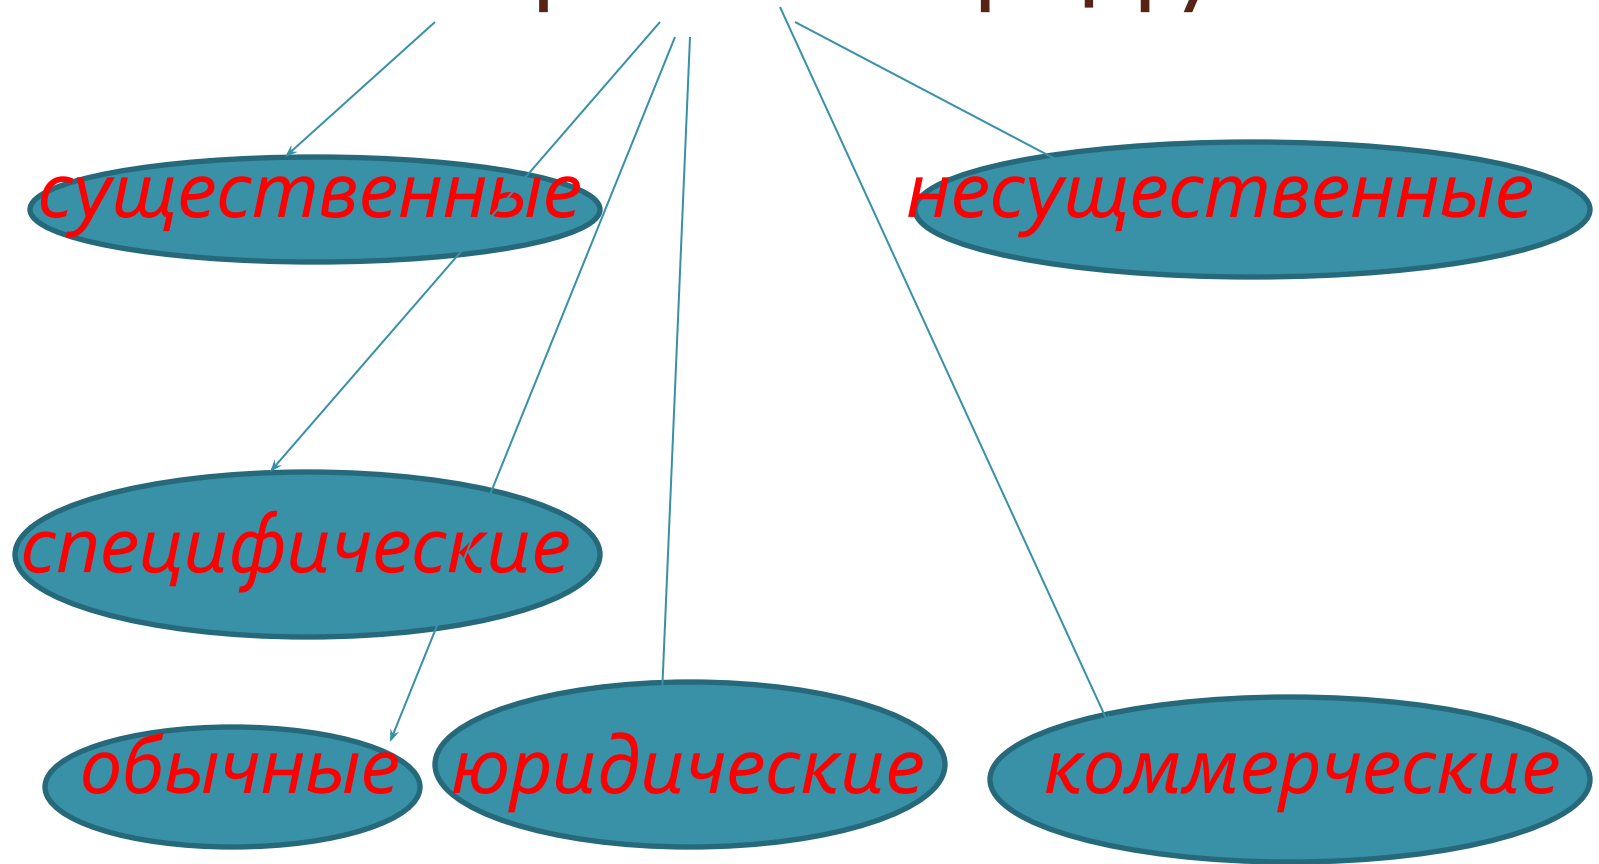 существенные
несущественные
специфические
обычные
юридические
коммерческие